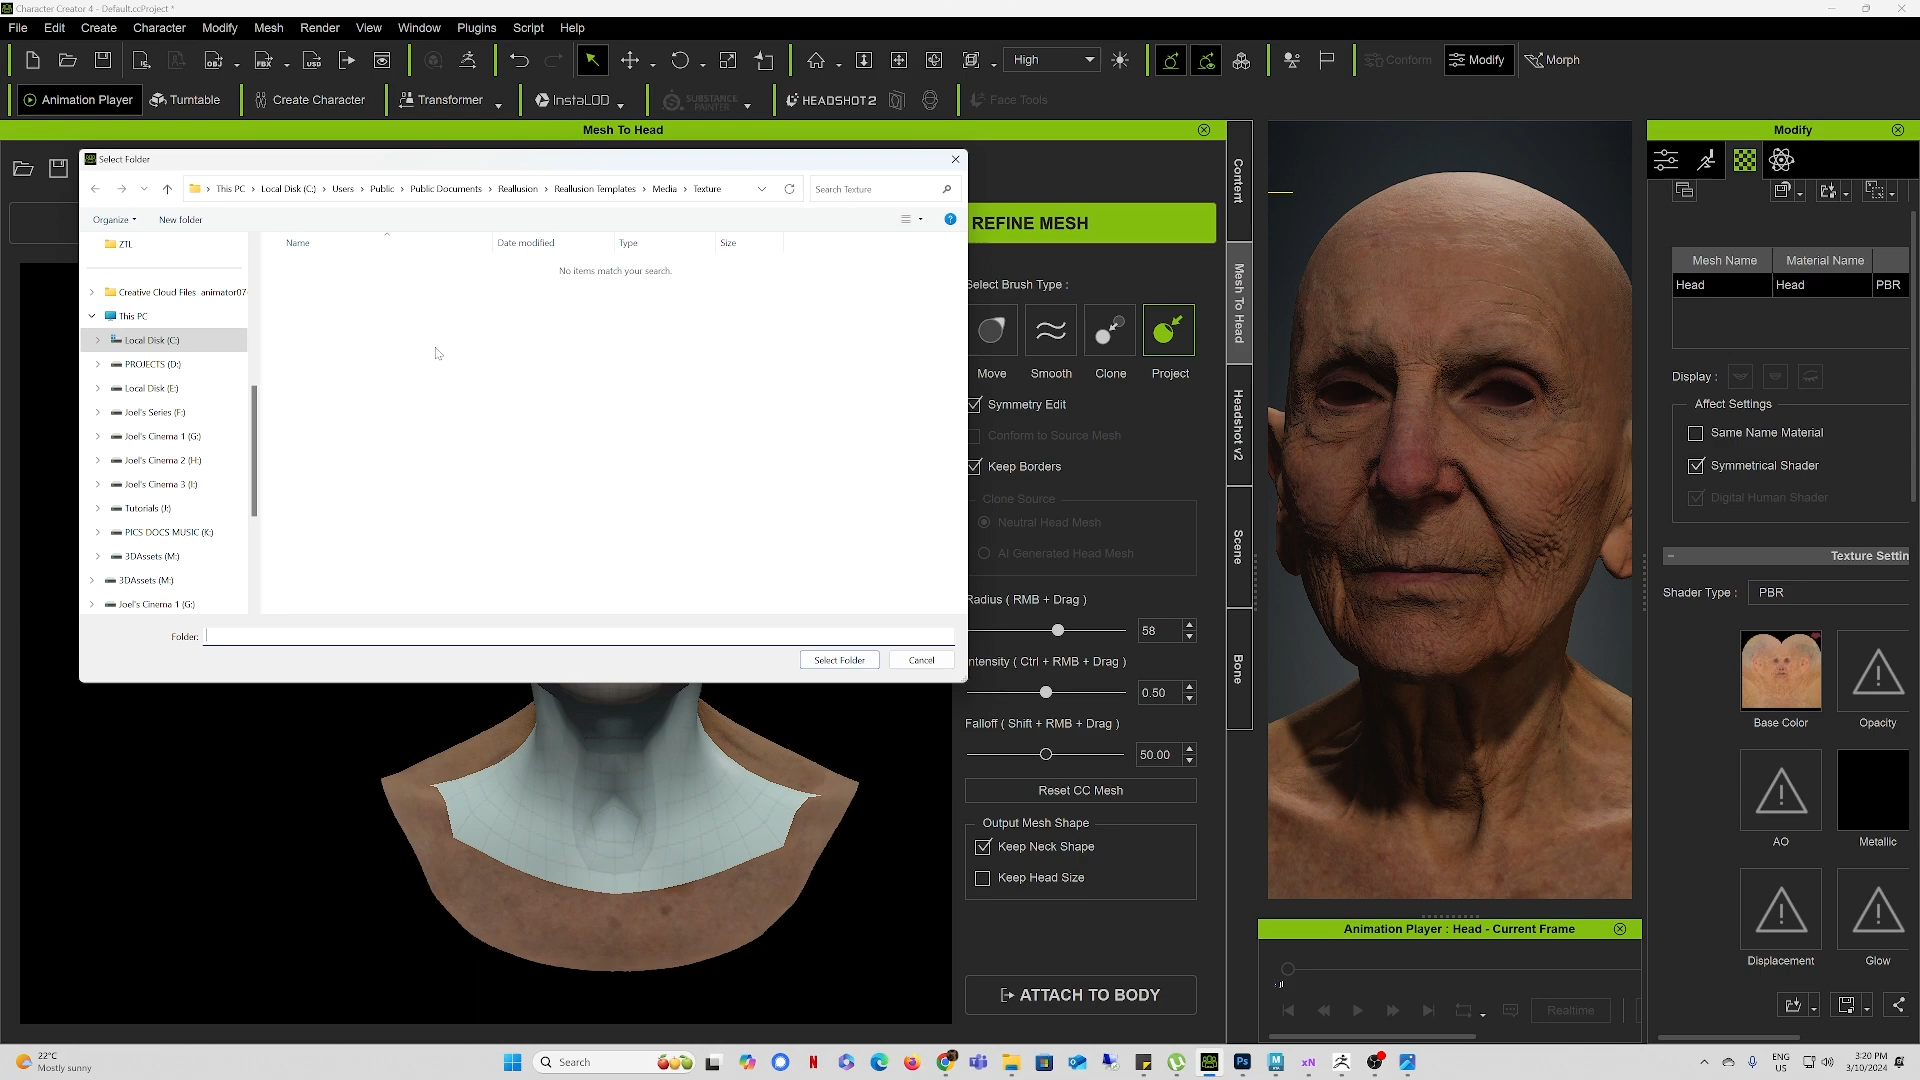 Character Creator 4 - Default.ccProject *
File Edit Create Character Modify Mesh Render View Window Plugins Script Help
High
Conform
Modify
Morph
Animation Player
Turntable
Create Character
Transformer
InstaLOD
SUBSTANCE PAINTER
HEADSHOT 2
Face Tools
Mesh To Head
Select Folder
This PC > Local Disk (C:) > Users > Public > Public Documents > Reallusion > Reallusion Templates > Media > Texture
Search Texture
Organize
New folder
Name
Date modified
Type
Size
No items match your search.
ZTL
Creative Cloud Files animator07
This PC
Local Disk (C:)
PROJECTS (D:)
Local Disk (E:)
Joel's Series (F:)
Joel's Cinema 1 (G:)
Joel's Cinema 2 (H:)
Joel's Cinema 3 (I:)
Tutorials (J:)
PICS DOCS MUSIC (K:)
3DAssets (M:)
3DAssets (M:)
Joel's Cinema 1 (G:)
Folder:
Select Folder
Cancel
REFINE MESH
Select Brush Type :
Move
Smooth
Clone
Project
Symmetry Edit
Conform to Source Mesh
Keep Borders
Clone Source
Neutral Head Mesh
AI Generated Head Mesh
Radius ( RMB + Drag )
58
Intensity ( Ctrl + RMB + Drag )
0.50
Falloff ( Shift + RMB + Drag )
50.00
Reset CC Mesh
Output Mesh Shape
Keep Neck Shape
Keep Head Size
ATTACH TO BODY
Content
Mesh To Head
Headshot v2
Scene
Bone
Animation Player : Head - Current Frame
Realtime
Modify
Mesh Name
Material Name
Head
Head
PBR
Display :
Affect Settings
Same Name Material
Symmetrical Shader
Digital Human Shader
Texture Settin
Shader Type :
PBR
Base Color
Opacity
AO
Metallic
Displacement
Glow
22°C
Mostly sunny
Search
ENG
US
3:20 PM
3/10/2024